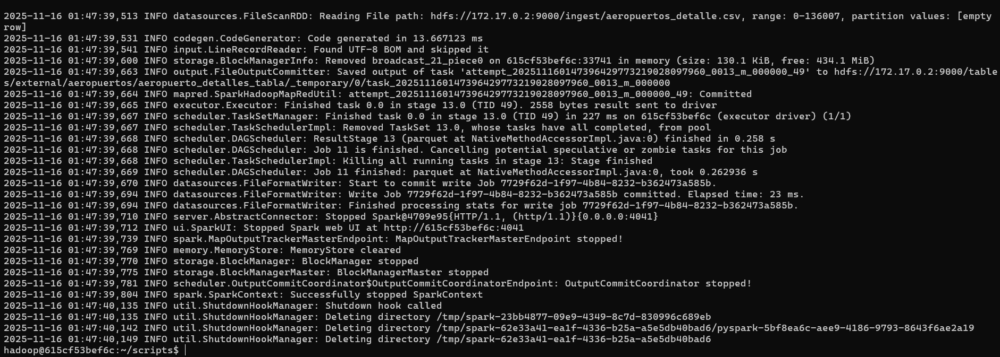 2025-11-16 01:47:39,513 INFO datasources.FileScanRDD: Reading File path: hdfs://172.17.0.2:9000/ingest/aeropuertos_detalle.csv, range: 0-136007, partition values: [empty
row]
2025-11-16 01:47:39,531 INFO codegen.CodeGenerator: Code generated in 13.667123 ms
2025-11-16 01:47:39,541 INFO input.LineRecordReader: Found UTF-8 BOM and skipped it
2025-11-16 01:47:39,600 INFO storage.BlockManagerInfo: Removed broadcast_21_piece0 on 615cf53bef6c:33741 in memory (size: 130.1 KiB, free: 434.1 MiB)
2025-11-16 01:47:39,663 INFO output.FileOutputCommitter: Saved output of task 'attempt_202511160147396429773219028097960_0013_m_000000_49' to hdfs://172.17.0.2:9000/table
s/external/aeropuertos/aeropuerto_detalles_tabla/_temporary/0/task_202511160147396429773219028097960_0013_m_000000
2025-11-16 01:47:39,664 INFO mapred.SparkHadoopMapRedUtil: attempt_202511160147396429773219028097960_0013_m_000000_49: Committed
2025-11-16 01:47:39,665 INFO executor.Executor: Finished task 0.0 in stage 13.0 (TID 49). 2558 bytes result sent to driver
2025-11-16 01:47:39,667 INFO scheduler.TaskSetManager: Finished task 0.0 in stage 13.0 (TID 49) in 227 ms on 615cf53bef6c (executor driver) (1/1)
2025-11-16 01:47:39,667 INFO scheduler.TaskSchedulerImpl: Removed TaskSet 13.0, whose tasks have all completed, from pool
2025-11-16 01:47:39,668 INFO scheduler.DAGScheduler: ResultStage 13 (parquet at NativeMethodAccessorImpl.java:0) finished in 0.258 s
2025-11-16 01:47:39,668 INFO scheduler.DAGScheduler: Job 11 is finished. Cancelling potential speculative or zombie tasks for this job
2025-11-16 01:47:39,668 INFO scheduler.TaskSchedulerImpl: Killing all running tasks in stage 13: Stage finished
2025-11-16 01:47:39,669 INFO scheduler.DAGScheduler: Job 11 finished: parquet at NativeMethodAccessorImpl.java:0, took 0.262936 s
2025-11-16 01:47:39,670 INFO datasources.FileFormatWriter: Start to commit write Job 7729f62d-1f97-4b84-8232-b362473a585b.
2025-11-16 01:47:39,694 INFO datasources.FileFormatWriter: Write Job 7729f62d-1f97-4b84-8232-b362473a585b committed. Elapsed time: 23 ms.
2025-11-16 01:47:39,694 INFO datasources.FileFormatWriter: Finished processing stats for write job 7729f62d-1f97-4b84-8232-b362473a585b.
2025-11-16 01:47:39,710 INFO server.AbstractConnector: Stopped Spark@4709e95{HTTP/1.1, (http/1.1)}{0.0.0.0:4041}
2025-11-16 01:47:39,712 INFO ui.SparkUI: Stopped Spark web UI at http://615cf53bef6c:4041
2025-11-16 01:47:39,739 INFO spark.MapOutputTrackerMasterEndpoint: MapOutputTrackerMasterEndpoint stopped!
2025-11-16 01:47:39,769 INFO memory.MemoryStore: MemoryStore cleared
2025-11-16 01:47:39,770 INFO storage.BlockManager: BlockManager stopped
2025-11-16 01:47:39,775 INFO storage.BlockManagerMaster: BlockManagerMaster stopped
2025-11-16 01:47:39,781 INFO scheduler.OutputCommitCoordinator$OutputCommitCoordinatorEndpoint: OutputCommitCoordinator stopped!
2025-11-16 01:47:39,804 INFO spark.SparkContext: Successfully stopped SparkContext
2025-11-16 01:47:40,135 INFO util.ShutdownHookManager: Shutdown hook called
2025-11-16 01:47:40,135 INFO util.ShutdownHookManager: Deleting directory /tmp/spark-23bb4877-09e9-4349-8c7d-830996c689eb
2025-11-16 01:47:40,142 INFO util.ShutdownHookManager: Deleting directory /tmp/spark-62e33a41-ea1f-4336-b25a-a5e5db40bad6/pyspark-5bf8ea6c-aee9-4186-9793-8643f6ae2a19
2025-11-16 01:47:40,149 INFO util.ShutdownHookManager: Deleting directory /tmp/spark-62e33a41-ea1f-4336-b25a-a5e5db40bad6
hadoop@615cf53bef6c:~/scripts$